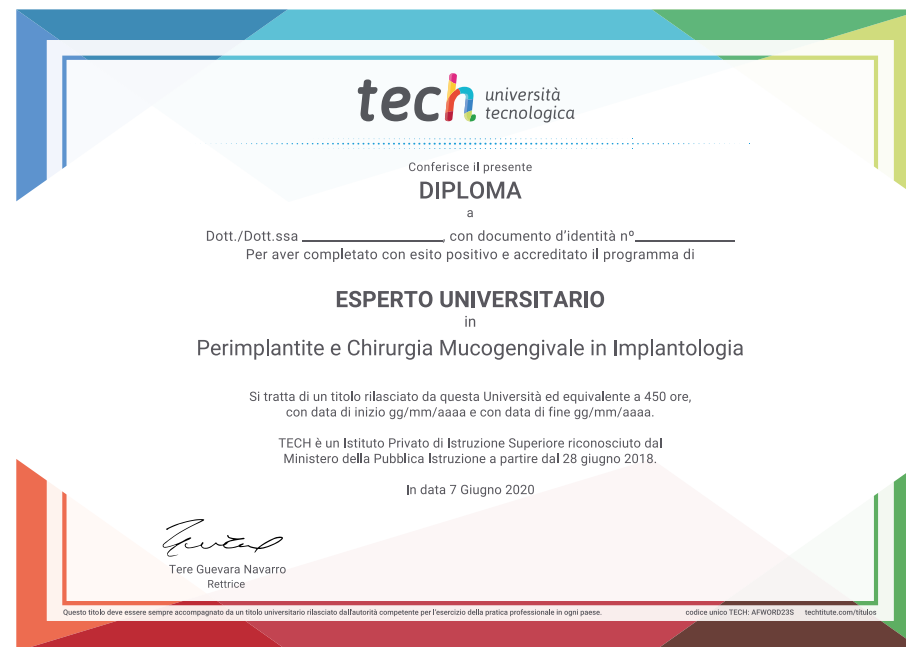 tech università
tecnologica
Conferisce il presente
DIPLOMA
a
Dott./Dott.ssa ____________, con documento d'identità nº____________
Per aver completato con esito positivo e accreditato il programma di
ESPERTO UNIVERSITARIO
in
Perimplantite e Chirurgia Mucogengivale in Implantologia
Si tratta di un titolo rilasciato da questa Università ed equivalente a 450 ore,
con data di inizio gg/mm/aaaa e con data di fine gg/mm/aaaa.
TECH è un Istituto Privato di Istruzione Superiore riconosciuto dal
Ministero della Pubblica Istruzione a partire dal 28 giugno 2018.
In data 7 Giugno 2020
Tere Guevara Navarro
Rettrice
Questo titolo deve essere sempre accompagnato da un titolo universitario rilasciato dall'autorità competente per l'esercizio della pratica professionale in ogni paese. codice unico TECH: AFWORD23S techtitute.com/títulos